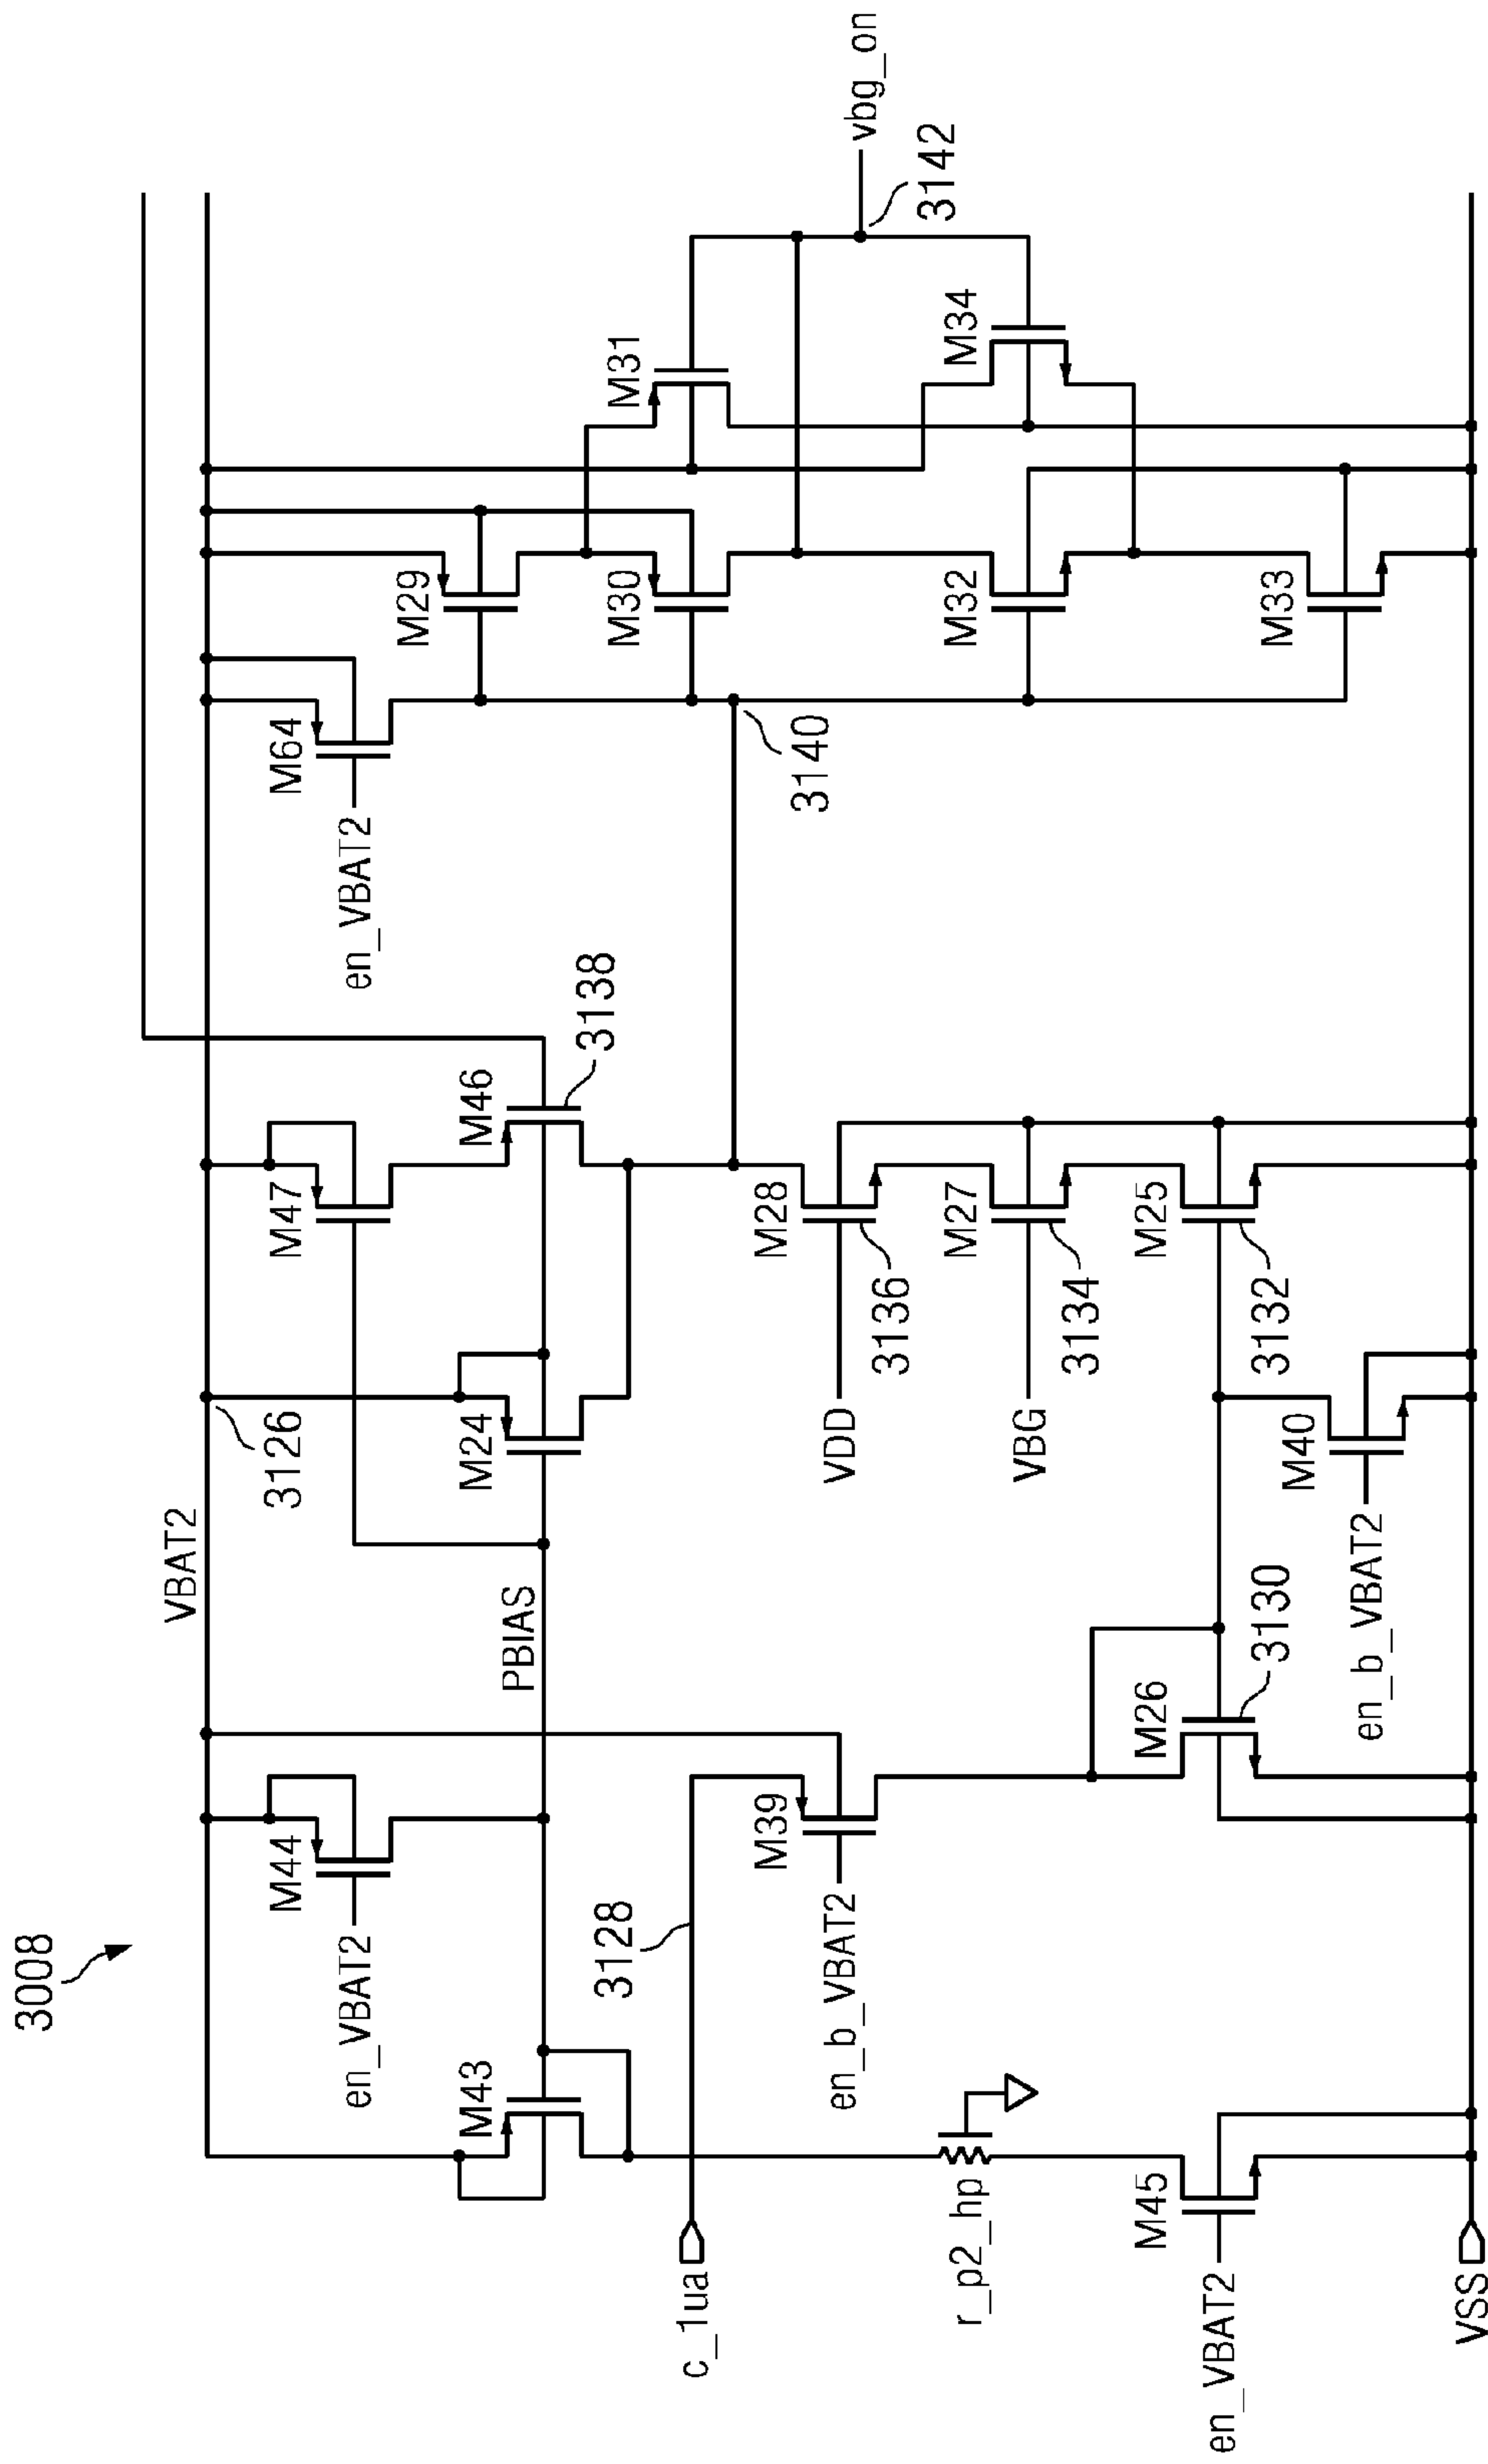 3008
VBAT2
3126
M44
en_VBAT2
M47
M64
en_VBAT2
M29
M43
PBIAS
M24
M46
3138
M30
M31
c_1ua
3128
3140
M39
en_b_VBAT2
VDD
M28
3136
vbg_on
3142
r_p2_hp
VBG
M27
3134
M32
M34
M45
en_VBAT2
M26
3130
M25
3132
M40
en_b_VBAT2
M33
VSS